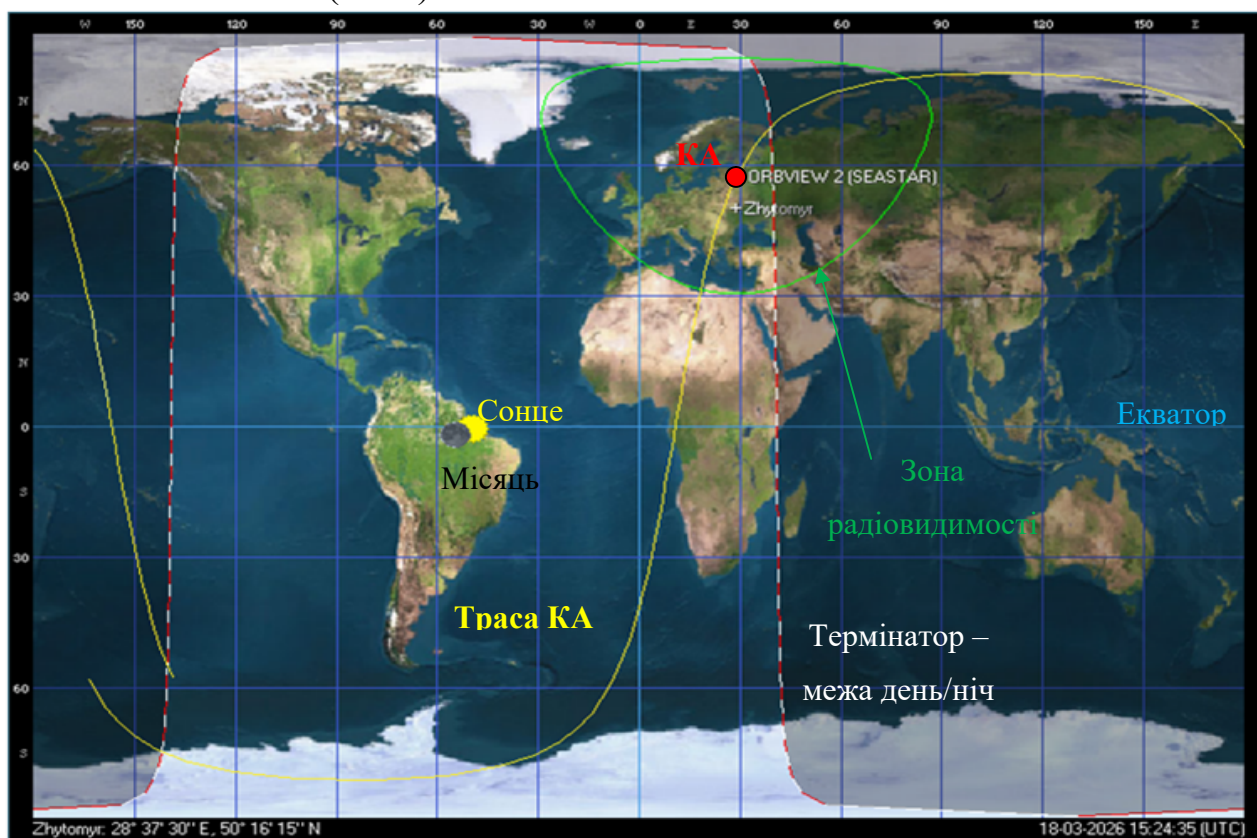 W 150 120 90 60 30 W 0 E 30 60 90 120 150 E
N
60
КА
ORBVIEW 2 (SEASTAR)
+Zhytomyr
30
N
Сонце
0
Екватор
Місяць
Зона
S
радіовидимості
30
Траса КА
Термінатор –
межа день/ніч
60
S
Zhytomyr: 28° 37' 30'' E, 50° 16' 15'' N
18-03-2026 15:24:35 (UTC)